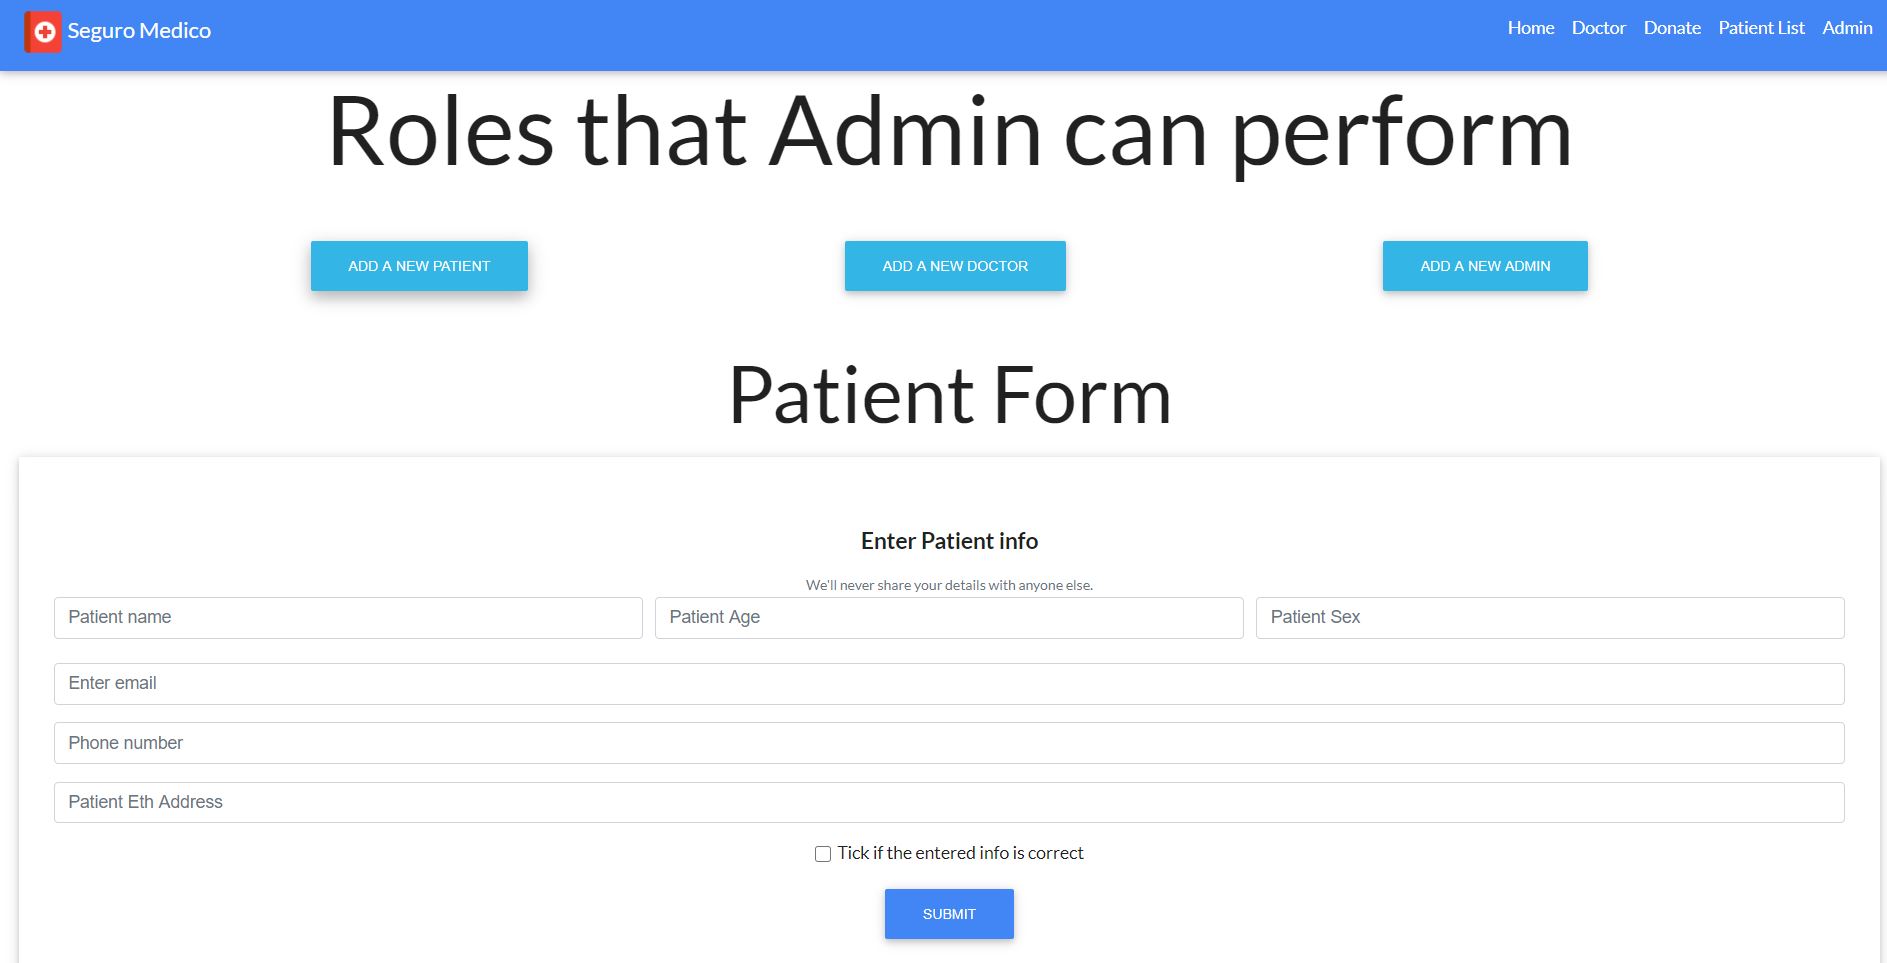 Seguro Medico
Home Doctor Donate Patient List Admin
Roles that Admin can perform
ADD A NEW PATIENT
ADD A NEW DOCTOR
ADD A NEW ADMIN
Patient Form
Enter Patient info
We'll never share your details with anyone else.
Patient name
Patient Age
Patient Sex
Enter email
Phone number
Patient Eth Address
Tick if the entered info is correct
SUBMIT